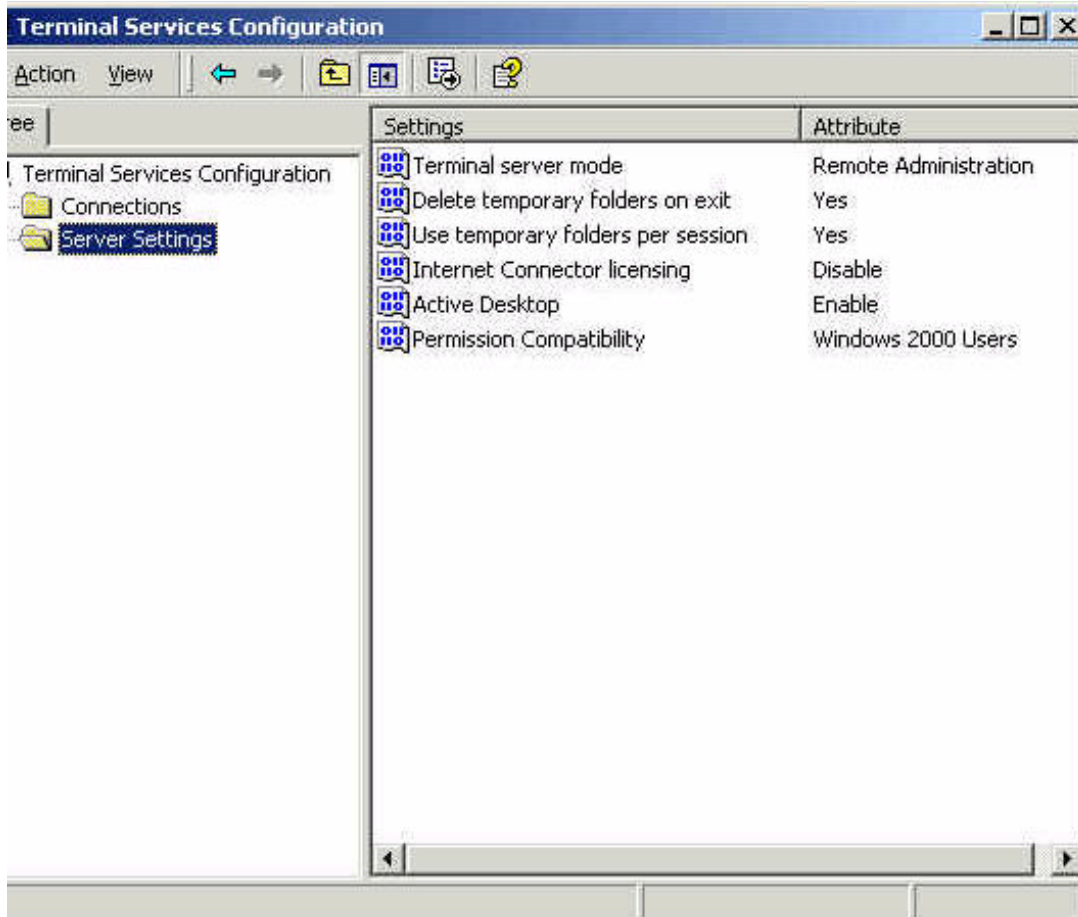 Terminal Services Configuration
Action View
ee
Settings Attribute
Terminal Services Configuration
Connections
Server Settings
Terminal server mode Remote Administration
Delete temporary folders on exit Yes
Use temporary folders per session Yes
Internet Connector licensing Disable
Active Desktop Enable
Permission Compatibility Windows 2000 Users